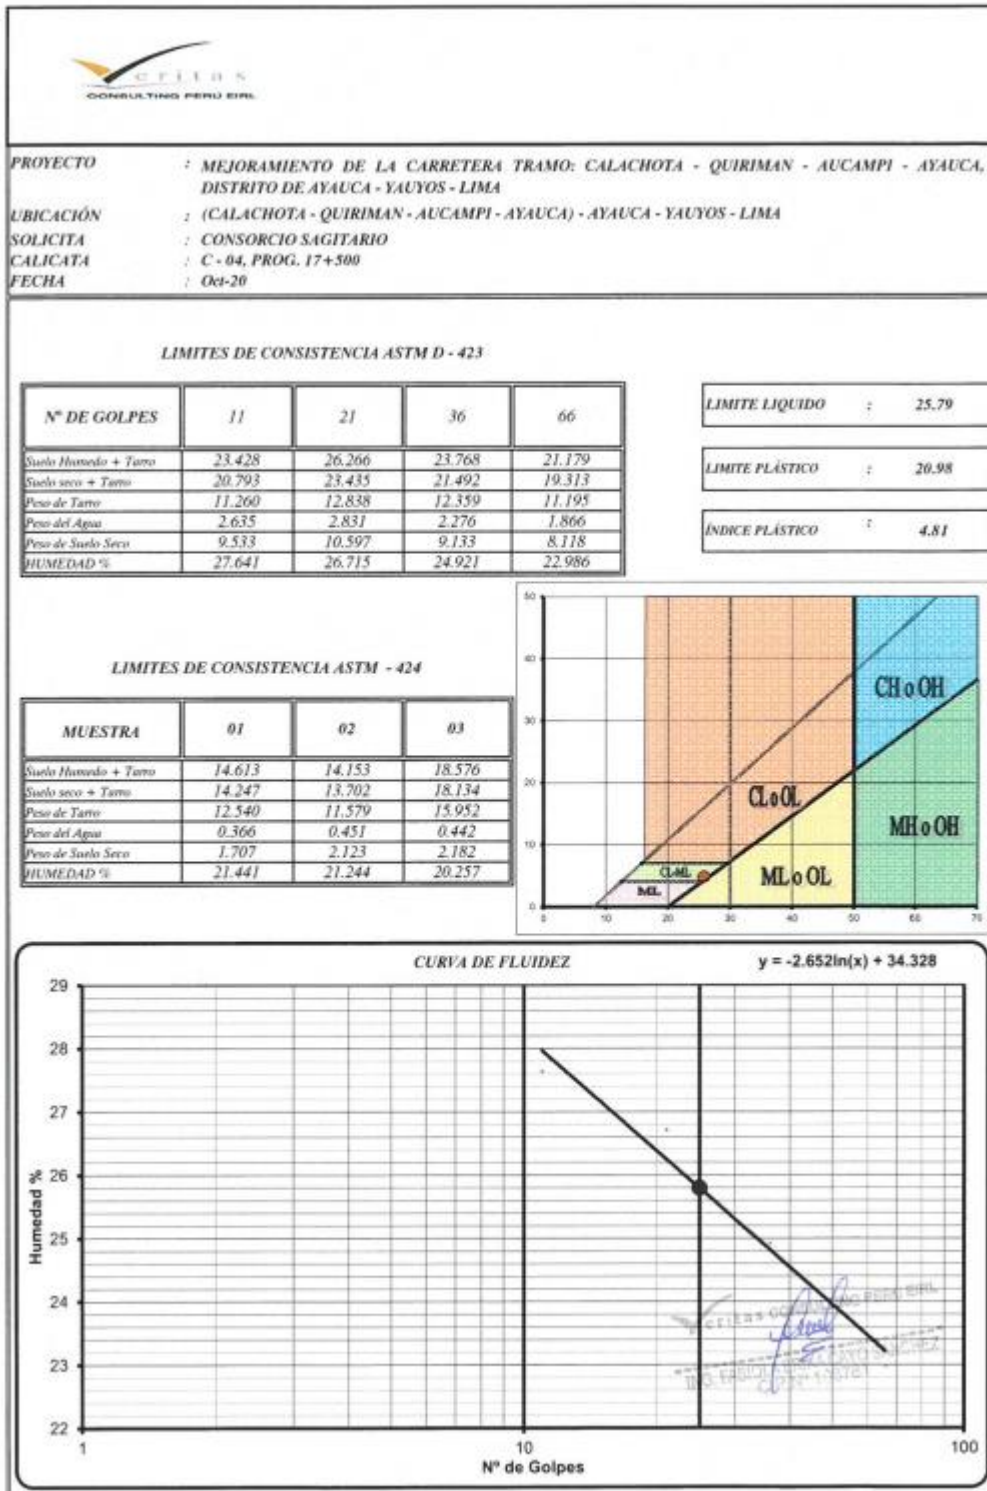 eritas
CONSULTING PERÚ EIRL
PROYECTO : MEJORAMIENTO DE LA CARRETERA TRAMO: CALACHOTA - QUIRIMAN - AUCAMPI - AYAUCA,
DISTRITO DE AYAUCA - YAUYOS - LIMA
UBICACIÓN : (CALACHOTA - QUIRIMAN - AUCAMPI - AYAUCA) - AYAUCA - YAUYOS - LIMA
SOLICITA : CONSORCIO SAGITARIO
CALICATA : C - 04, PROG. 17+500
FECHA : Oct-20
LIMITES DE CONSISTENCIA ASTM D - 423
Nº DE GOLPES 11 21 36 66
Suelo Humedo + Tarro 23.428 26.266 23.768 21.179
Suelo seco + Tarro 20.793 23.435 21.492 19.313
Peso de Tarro 11.260 12.838 12.359 11.195
Peso del Agua 2.635 2.831 2.276 1.866
Peso de Suelo Seco 9.533 10.597 9.133 8.118
HUMEDAD % 27.641 26.715 24.921 22.986
LIMITE LIQUIDO : 25.79
LIMITE PLÁSTICO : 20.98
ÍNDICE PLÁSTICO : 4.81
LIMITES DE CONSISTENCIA ASTM - 424
MUESTRA 01 02 03
Suelo Humedo + Tarro 14.613 14.153 18.576
Suelo seco + Tarro 14.247 13.702 18.134
Peso de Tarro 12.540 11.579 15.952
Peso del Agua 0.366 0.451 0.442
Peso de Suelo Seco 1.707 2.123 2.182
HUMEDAD % 21.441 21.244 20.257
50
40
30
20
10
0
CH o OH
CL o OL
MH o OH
CL-ML
ML
ML o OL
0 10 20 30 40 50 60 70
CURVA DE FLUIDEZ
y = -2.652ln(x) + 34.328
Humedad %
29
28
27
26
25
24
23
22
1 10 100
Nº de Golpes
eritas CONSULTING PERÚ EIRL